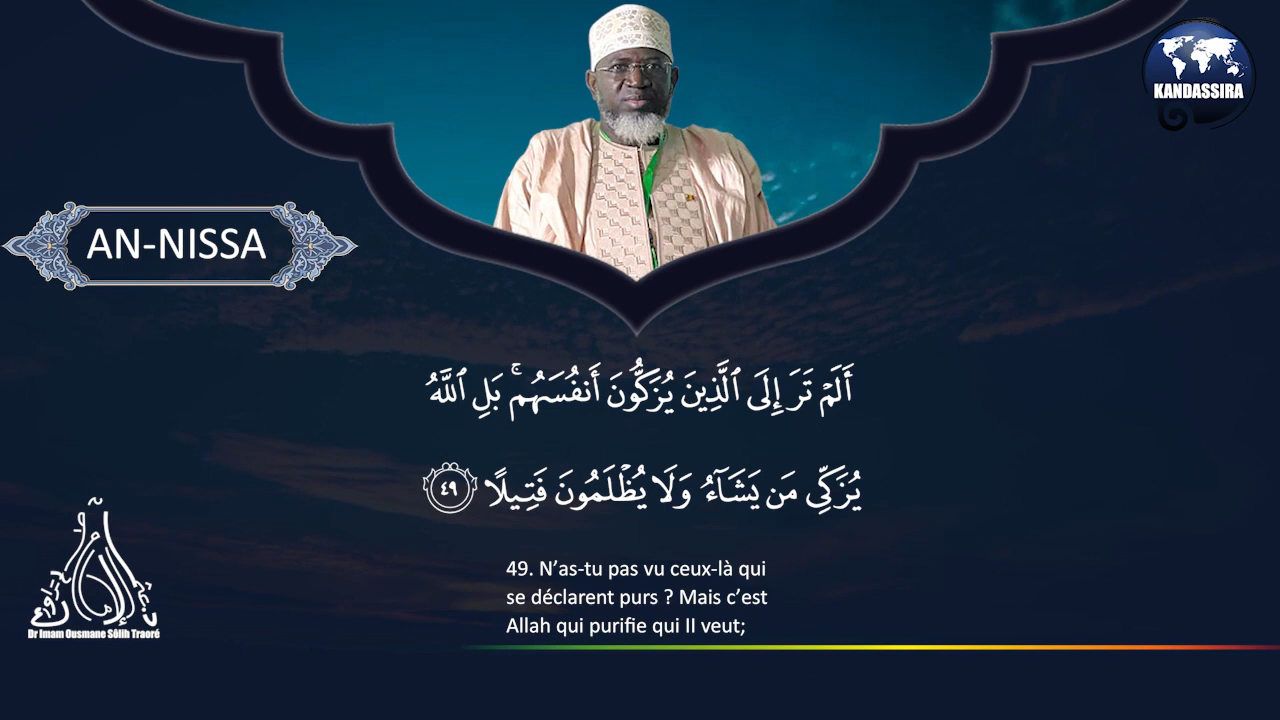 KANDASSIRA
AN-NISSA
أَلَمْ تَرَ إِلَى ٱلَّذِينَ يُزَكُّونَ أَنفُسَهُم ۚ بَلِ ٱللَّهُ
يُزَكِّى مَن يَشَآءُ وَلَا يُظْلَمُونَ فَتِيلًا ٤٩
49. N’as-tu pas vu ceux-là qui
se déclarent purs ? Mais c’est
Allah qui purifie qui II veut;
Dr Imam Ousmane Sôlih Traoré